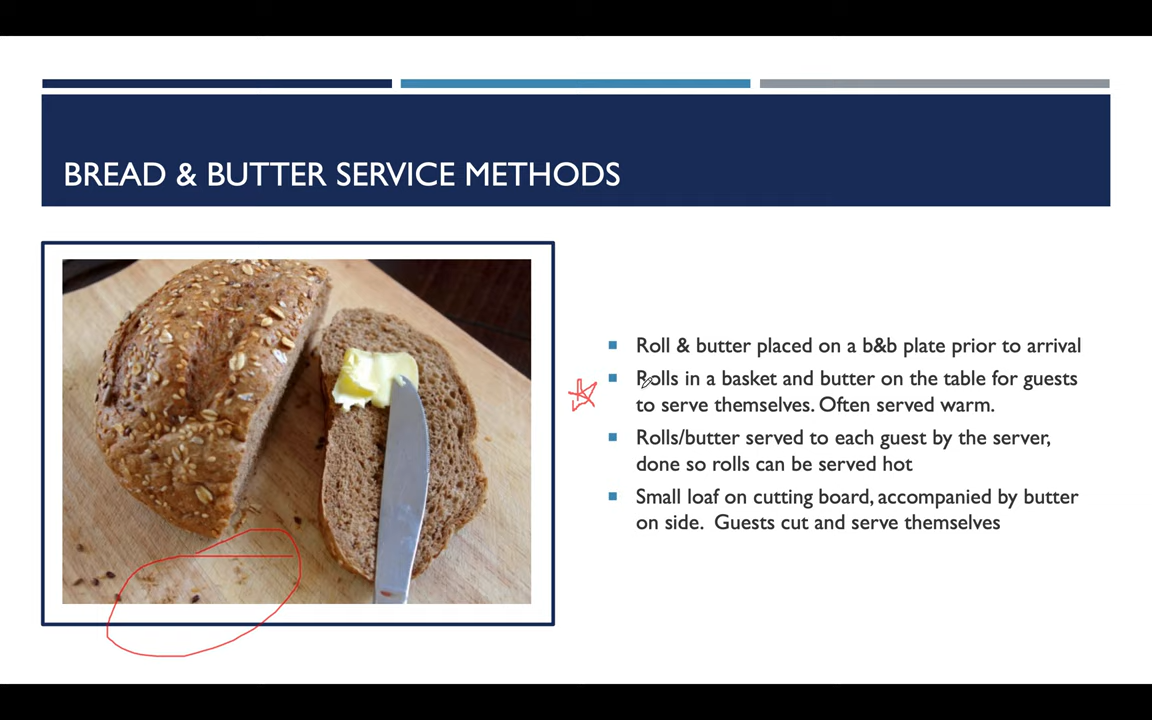 BREAD & BUTTER SERVICE METHODS
Roll & butter placed on a b&b plate prior to arrival
Rolls in a basket and butter on the table for guests
to serve themselves. Often served warm.
Rolls/butter served to each guest by the server,
done so rolls can be served hot
Small loaf on cutting board, accompanied by butter
on side.  Guests cut and serve themselves